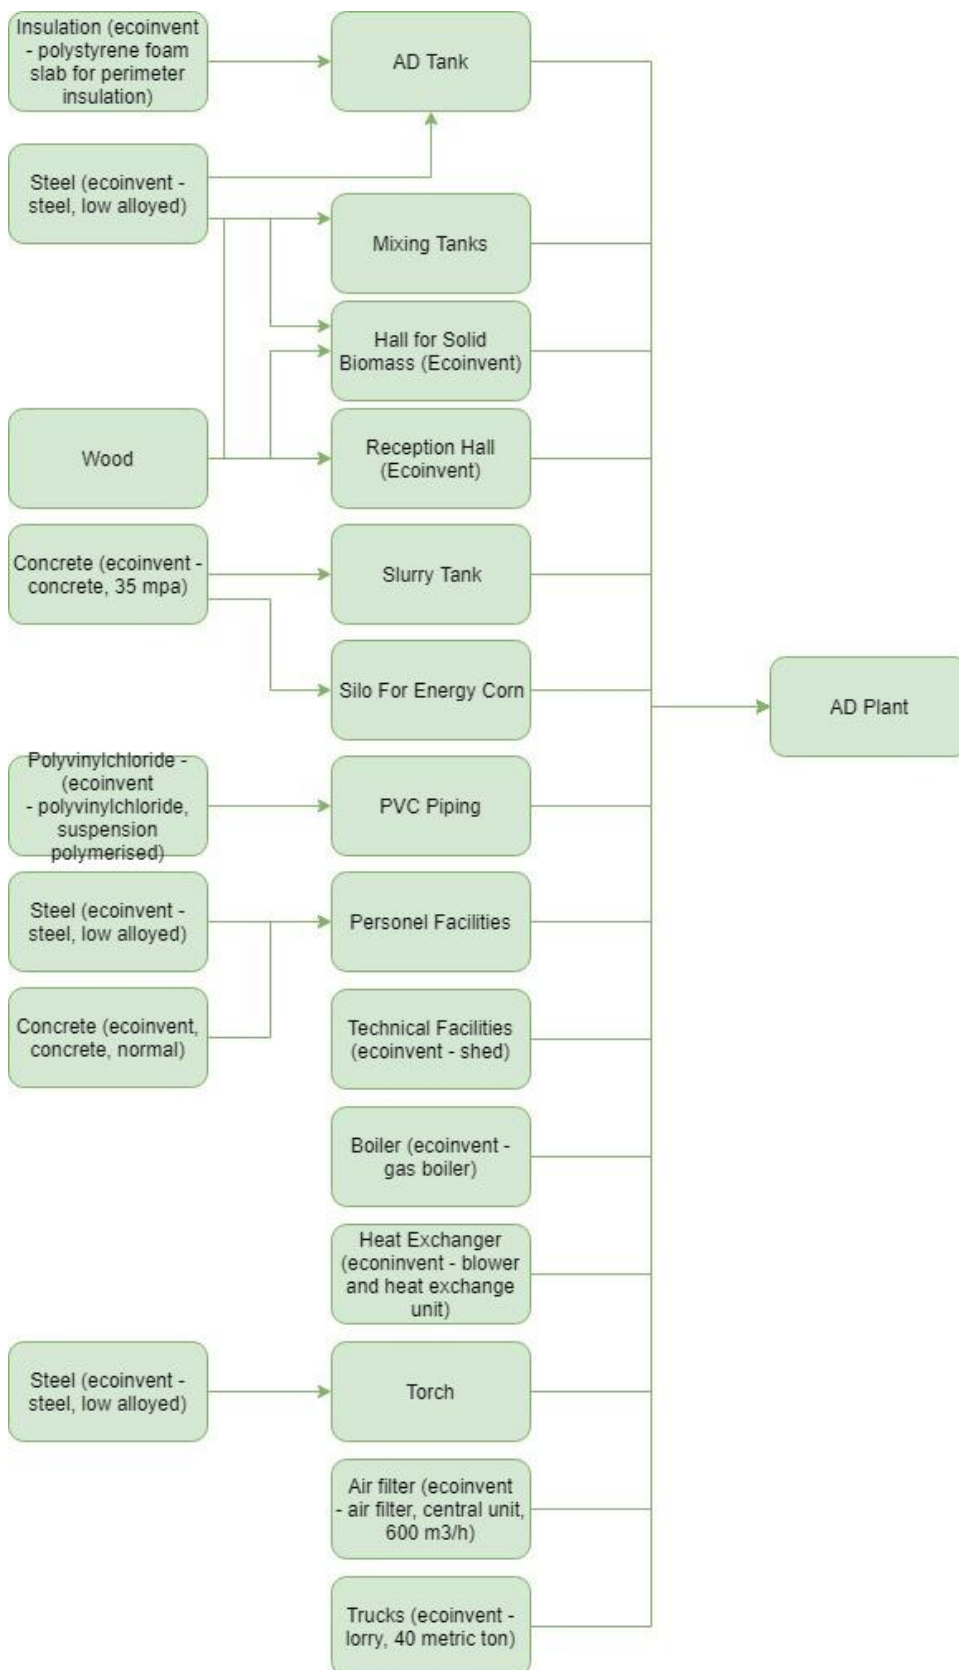 Insulation (ecoinvent
- polystyrene foam
slab for perimeter
insulation)
AD Tank
Steel (ecoinvent -
steel, low alloyed)
Mixing Tanks
Hall for Solid
Biomass (Ecoinvent)
Wood
Reception Hall
(Ecoinvent)
Concrete (ecoinvent -
concrete, 35 mpa)
Slurry Tank
Silo For Energy Corn
AD Plant
Polyvinylchloride -
(ecoinvent
- polyvinylchloride,
suspension
polymerised)
PVC Piping
Steel (ecoinvent -
steel, low alloyed)
Personel Facilities
Concrete (ecoinvent,
concrete, normal)
Technical Facilities
(ecoinvent - shed)
Boiler (ecoinvent -
gas boiler)
Heat Exchanger
(econinvent - blower
and heat exchange
unit)
Steel (ecoinvent -
steel, low alloyed)
Torch
Air filter (ecoinvent
- air filter, central unit,
600 m3/h)
Trucks (ecoinvent -
lorry, 40 metric ton)